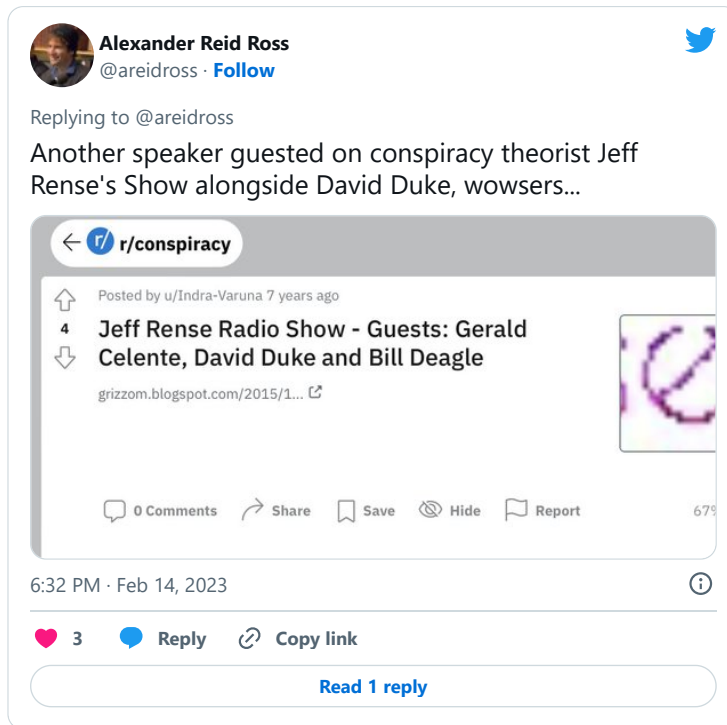 Alexander Reid Ross
@areidross · Follow
Replying to @areidross
Another speaker guested on conspiracy theorist Jeff
Rense's Show alongside David Duke, wowsers...
r/ r/conspiracy
Posted by u/Indra-Varuna 7 years ago
4
Jeff Rense Radio Show - Guests: Gerald
Celente, David Duke and Bill Deagle
grizzom.blogspot.com/2015/1...
0 Comments Share Save Hide Report 67%
6:32 PM · Feb 14, 2023
3 Reply Copy link
Read 1 reply